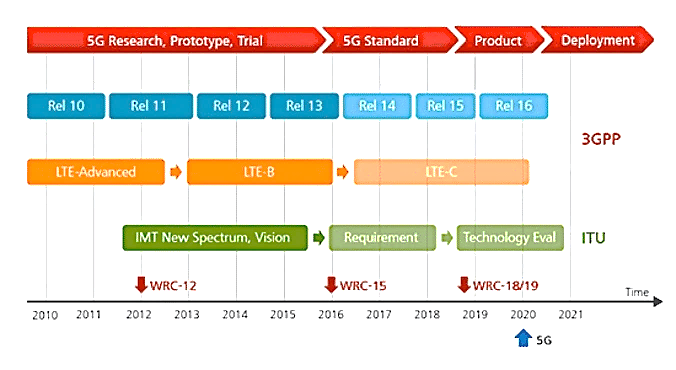 5G Research, Prototype, Trial 5G Standard Product Deployment
Rel 10 Rel 11 Rel 12 Rel 13 Rel 14 Rel 15 Rel 16
3GPP
LTE-Advanced LTE-B LTE-C
IMT New Spectrum, Vision Requirement Technology Eval ITU
WRC-12 WRC-15 WRC-18/19 Time
2010 2011 2012 2013 2014 2015 2016 2017 2018 2019 2020 2021
5G